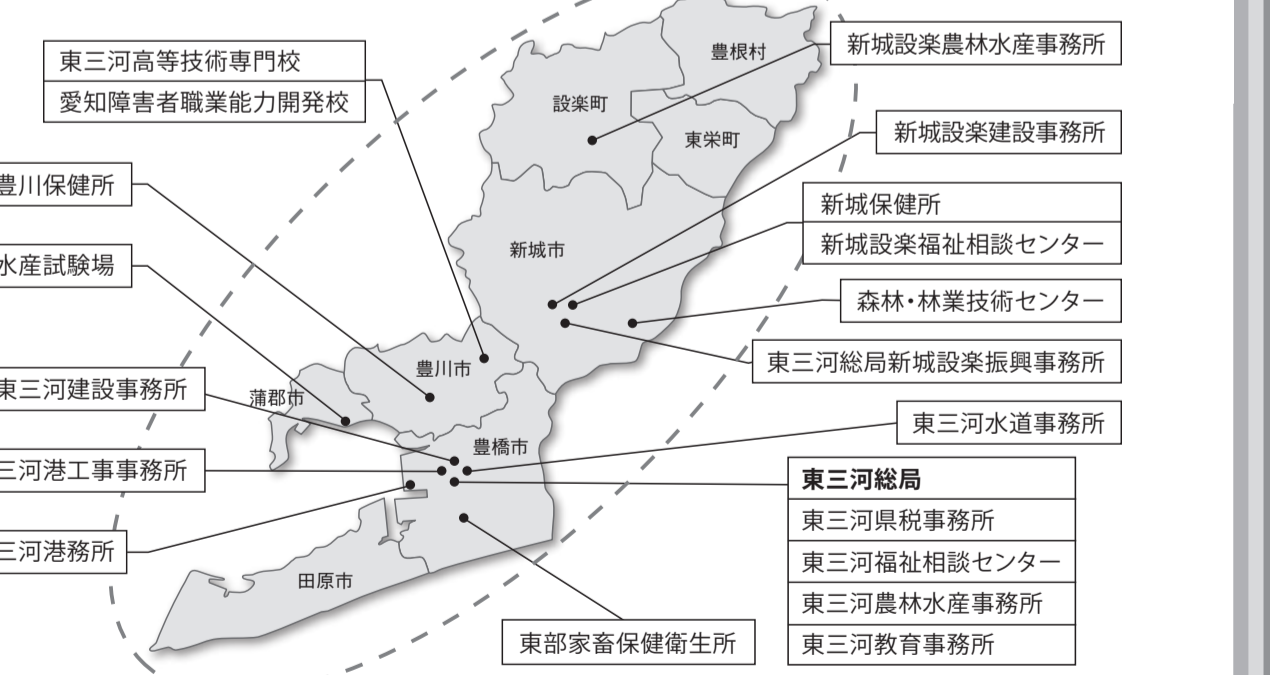 東三河高等技術専門校
愛知障害者職業能力開発校
豊川保健所
水産試験場
東三河建設事務所
三河港工事事務所
三河港務所
豊根村
設楽町
東栄町
新城市
豊川市
蒲郡市
豊橋市
田原市
新城設楽農林水産事務所
新城設楽建設事務所
新城保健所
新城設楽福祉相談センター
森林・林業技術センター
東三河総局新城設楽振興事務所
東三河水道事務所
東三河総局
東三河県税事務所
東三河福祉相談センター
東三河農林水産事務所
東三河教育事務所
東部家畜保健衛生所